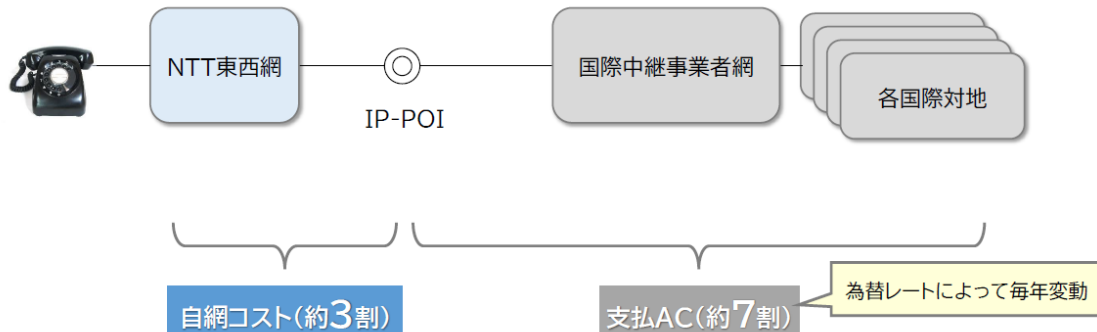 NTT東西網
IP-POI
国際中継事業者網
各国際対地
自網コスト(約3割)
支払AC(約7割)
為替レートによって毎年変動